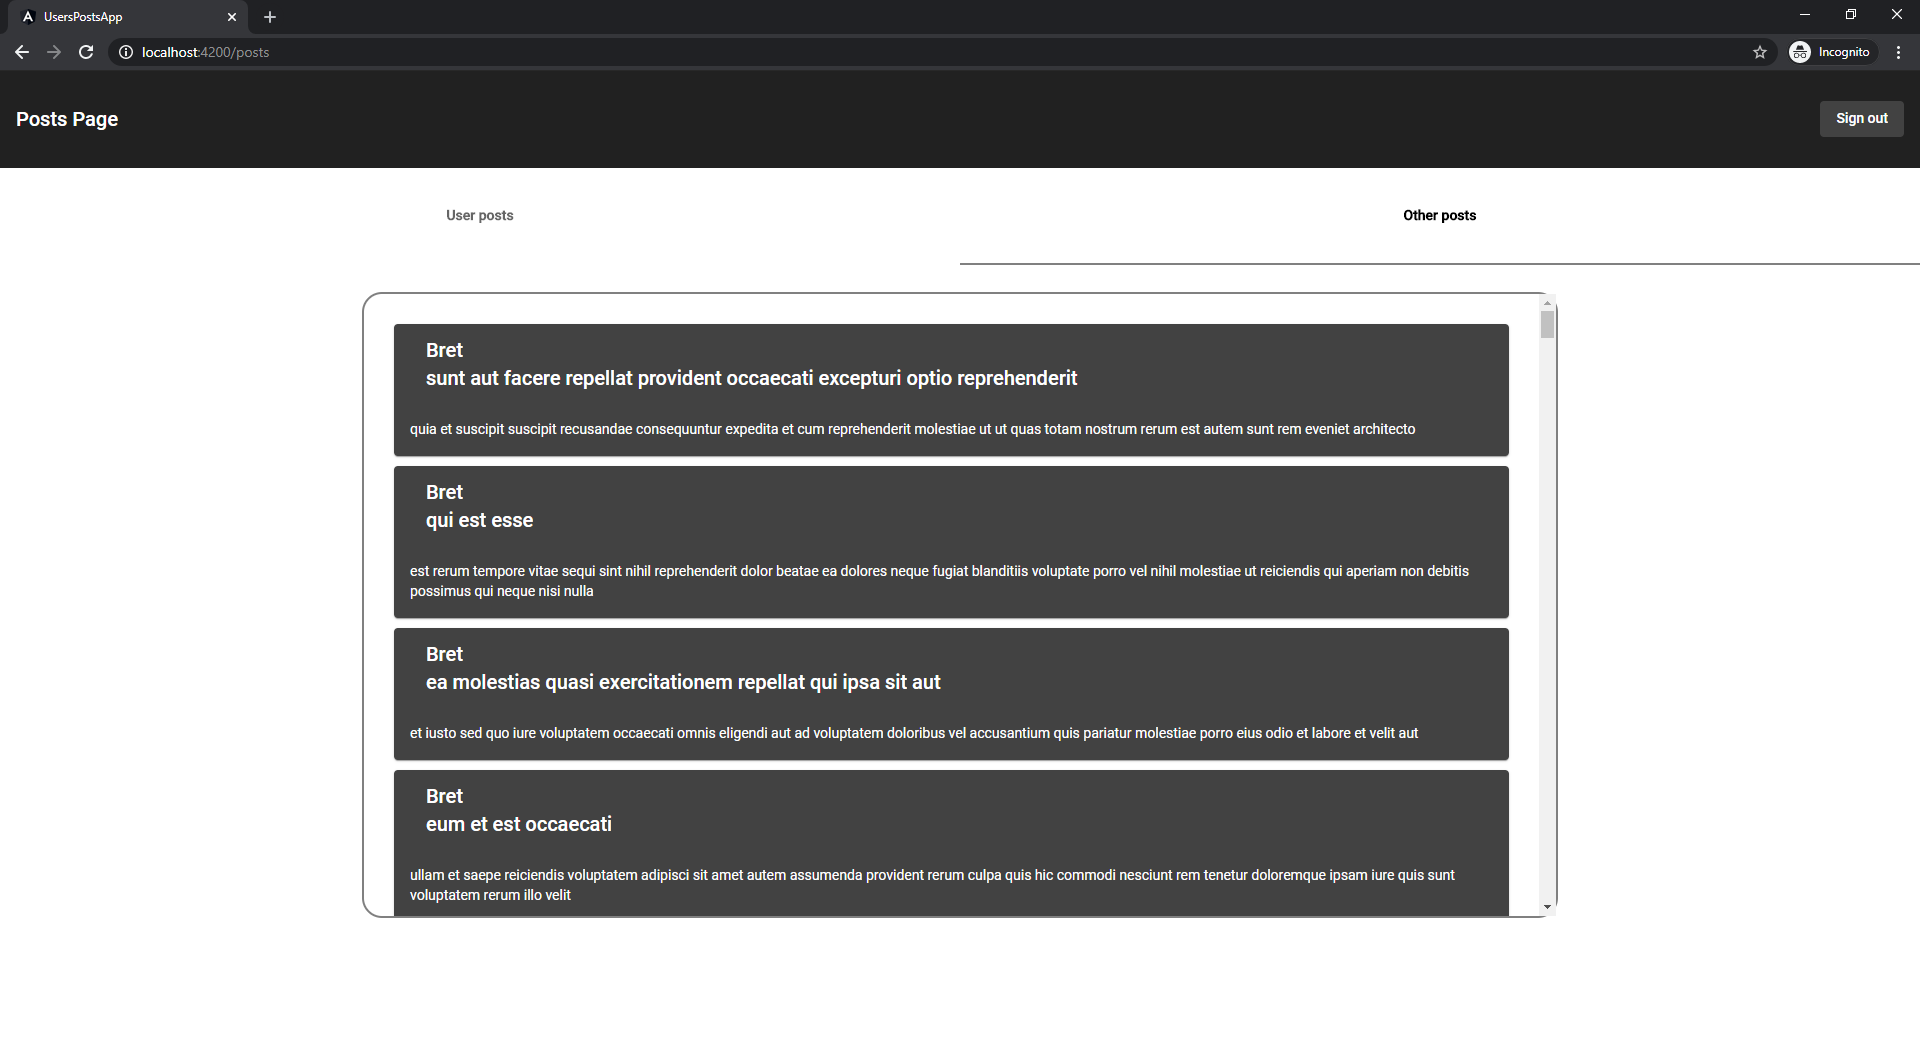 UsersPostsApp
localhost:4200/posts
Incognito
Posts Page
Sign out
User posts
Other posts
Bret
sunt aut facere repellat provident occaecati excepturi optio reprehenderit
quia et suscipit suscipit recusandae consequuntur expedita et cum reprehenderit molestiae ut ut quas totam nostrum rerum est autem sunt rem eveniet architecto
Bret
qui est esse
est rerum tempore vitae sequi sint nihil reprehenderit dolor beatae ea dolores neque fugiat blanditiis voluptate porro vel nihil molestiae ut reiciendis qui aperiam non debitis
possimus qui neque nisi nulla
Bret
ea molestias quasi exercitationem repellat qui ipsa sit aut
et iusto sed quo iure voluptatem occaecati omnis eligendi aut ad voluptatem doloribus vel accusantium quis pariatur molestiae porro eius odio et labore et velit aut
Bret
eum et est occaecati
ullam et saepe reiciendis voluptatem adipisci sit amet autem assumenda provident rerum culpa quis hic commodi nesciunt rem tenetur doloremque ipsam iure quis sunt
voluptatem rerum illo velit